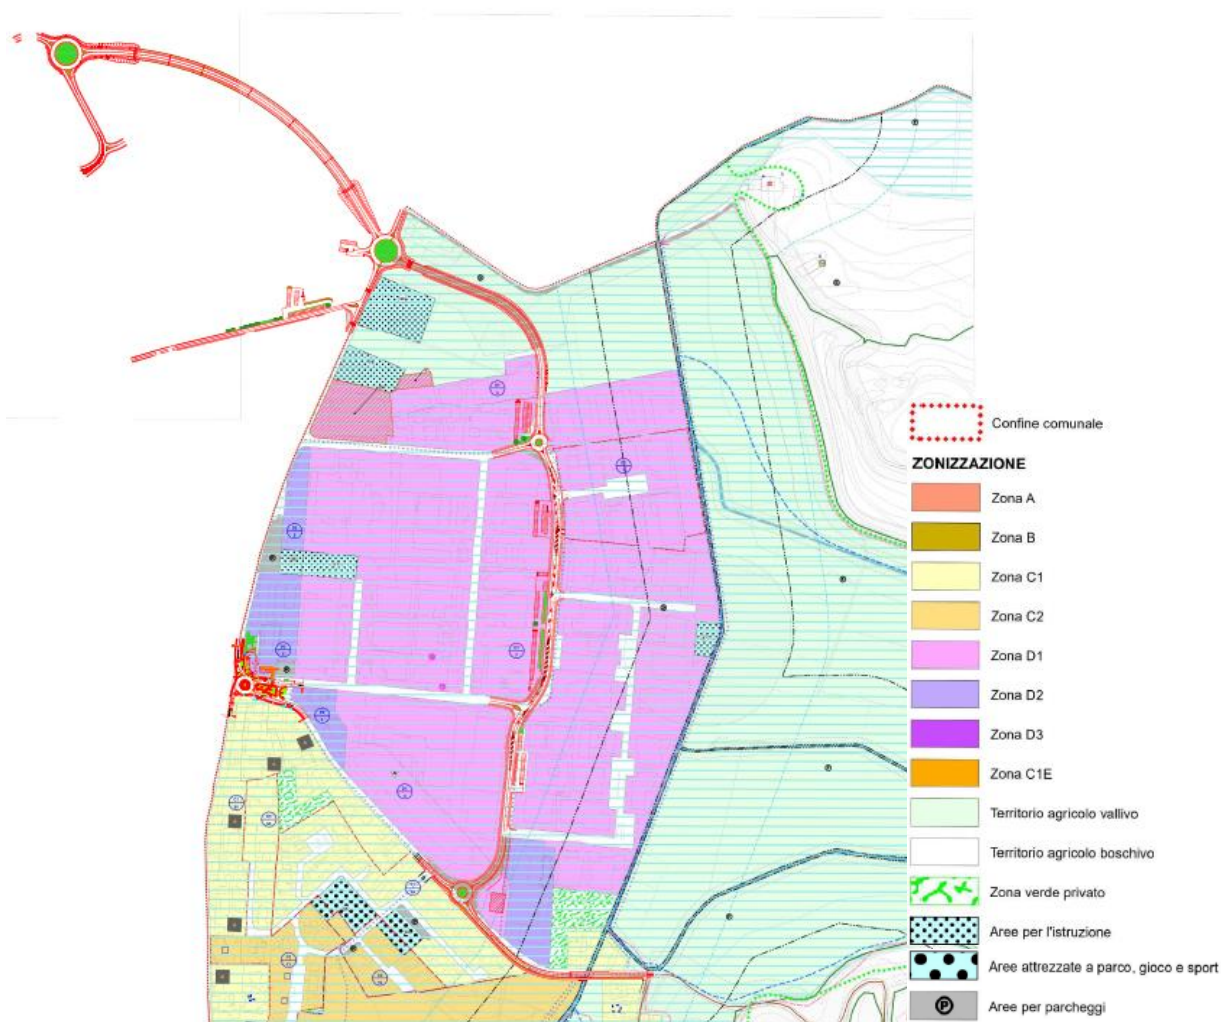 Confine comunale
ZONIZZAZIONE
Zona A
Zona B
Zona C1
Zona C2
Zona D1
Zona D2
Zona D3
Zona C1E
Territorio agricolo vallivo
Territorio agricolo boschivo
Zona verde privato
Aree per l'istruzione
Aree attrezzate a parco, gioco e sport
P Aree per parcheggi